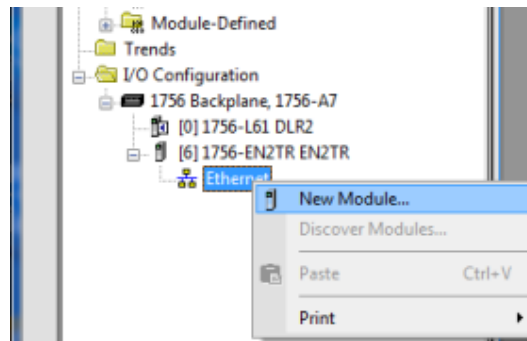 Module-Defined
Trends
I/O Configuration
1756 Backplane, 1756-A7
[0] 1756-L61 DLR2
[6] 1756-EN2TR EN2TR
Ethernet
New Module...
Discover Modules...
Paste Ctrl+V
Print